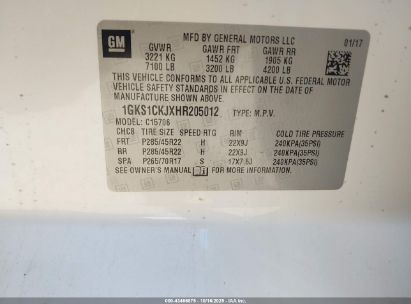 GM
MFD BY GENERAL MOTORS LLC
01/17
GVWR GAWR FRT GAWR RR
3221 KG 1452 KG 1905 KG
7100 LB 3200 LB 4200 LB
THIS VEHICLE CONFORMS TO ALL APPLICABLE U.S. FEDERAL MOTOR
VEHICLE SAFETY STANDARDS IN EFFECT ON THE DATE OF
MANUFACTURE SHOWN ABOVE.
1GKS1CKJXHR205012 TYPE: M.P.V.
MODEL: C15706
TIRE SIZE SPEED RTG RIM COLD TIRE PRESSURE
FRT P285/45R22 H 22X9J 240KPA(35PSI)
RR P285/45R22 H 22X9J 240KPA(35PSI)
SPA P265/70R17 S 17X7.5J 240KPA(35PSI)
SEE OWNER'S MANUAL FOR MORE INFORMATION.